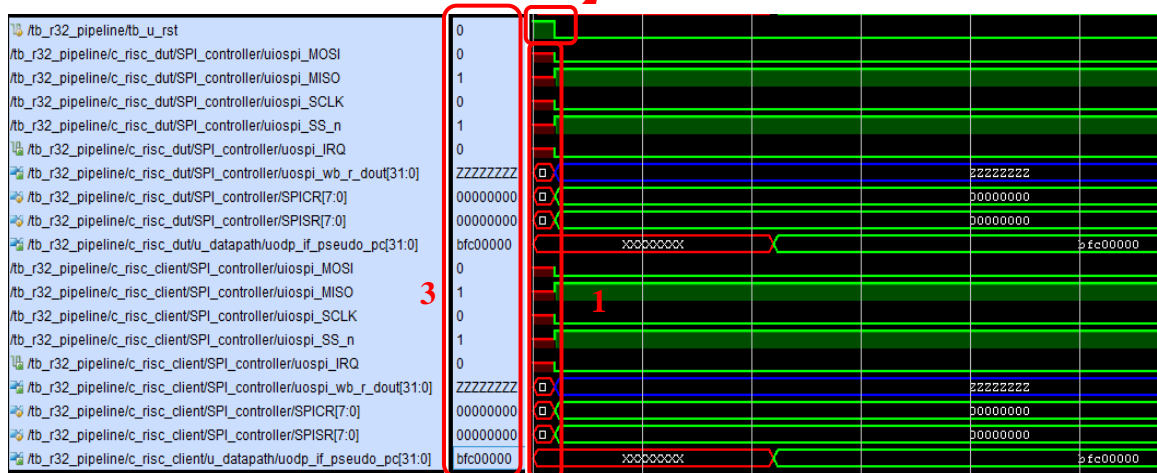 2
/tb_r32_pipeline/tb_u_rst 0
/tb_r32_pipeline/c_risc_dut/SPI_controller/uiospi_MOSI 0
/tb_r32_pipeline/c_risc_dut/SPI_controller/uiospi_MISO 1
/tb_r32_pipeline/c_risc_dut/SPI_controller/uiospi_SCLK 0
/tb_r32_pipeline/c_risc_dut/SPI_controller/uiospi_SS_n 1
/tb_r32_pipeline/c_risc_dut/SPI_controller/uospi_IRQ 0
/tb_r32_pipeline/c_risc_dut/SPI_controller/uospi_wb_r_dout[31:0] ZZZZZZZZ ZZZZZZZZ
/tb_r32_pipeline/c_risc_dut/SPI_controller/SPICR[7:0] 00000000 00000000
/tb_r32_pipeline/c_risc_dut/SPI_controller/SPISR[7:0] 00000000 00000000
/tb_r32_pipeline/c_risc_dut/u_datapath/uodp_if_pseudo_pc[31:0] bfc00000 XXXXXXXX bfc00000
/tb_r32_pipeline/c_risc_client/SPI_controller/uiospi_MOSI 0
/tb_r32_pipeline/c_risc_client/SPI_controller/uiospi_MISO 1
3 1
/tb_r32_pipeline/c_risc_client/SPI_controller/uiospi_SCLK 0
/tb_r32_pipeline/c_risc_client/SPI_controller/uiospi_SS_n 1
/tb_r32_pipeline/c_risc_client/SPI_controller/uospi_IRQ 0
/tb_r32_pipeline/c_risc_client/SPI_controller/uospi_wb_r_dout[31:0] ZZZZZZZZ ZZZZZZZZ
/tb_r32_pipeline/c_risc_client/SPI_controller/SPICR[7:0] 00000000 00000000
/tb_r32_pipeline/c_risc_client/SPI_controller/SPISR[7:0] 00000000 00000000
/tb_r32_pipeline/c_risc_client/u_datapath/uodp_if_pseudo_pc[31:0] bfc00000 XXXXXXXX bfc00000